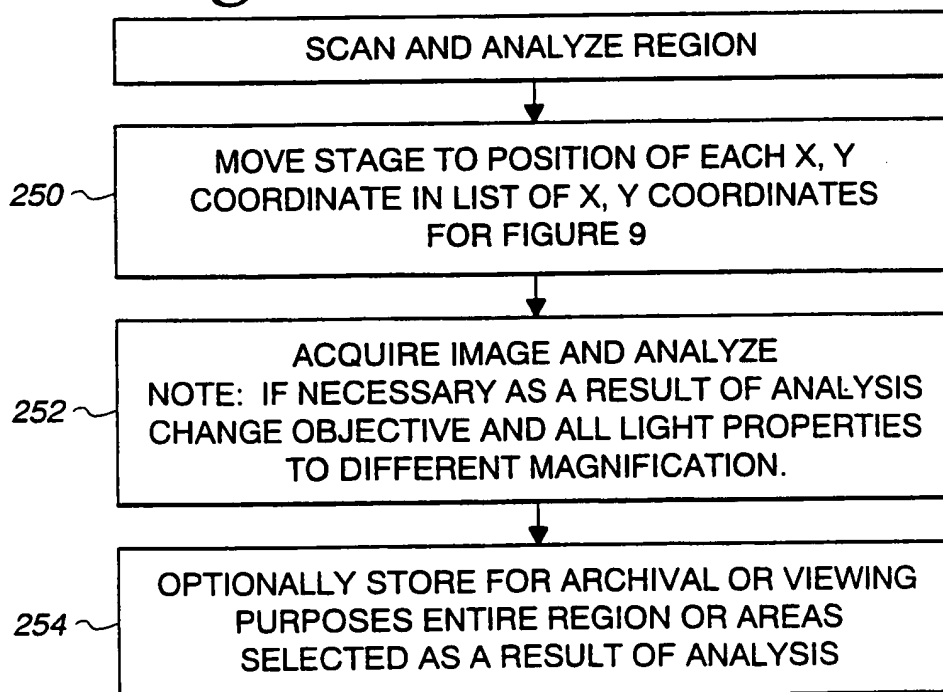 SCAN AND ANALYZE REGION
250
MOVE STAGE TO POSITION OF EACH X, Y
COORDINATE IN LIST OF X, Y COORDINATES
FOR FIGURE 9
252
ACQUIRE IMAGE AND ANALYZE
NOTE: IF NECESSARY AS A RESULT OF ANALYSIS
CHANGE OBJECTIVE AND ALL LIGHT PROPERTIES
TO DIFFERENT MAGNIFICATION.
254
OPTIONALLY STORE FOR ARCHIVAL OR VIEWING
PURPOSES ENTIRE REGION OR AREAS
SELECTED AS A RESULT OF ANALYSIS